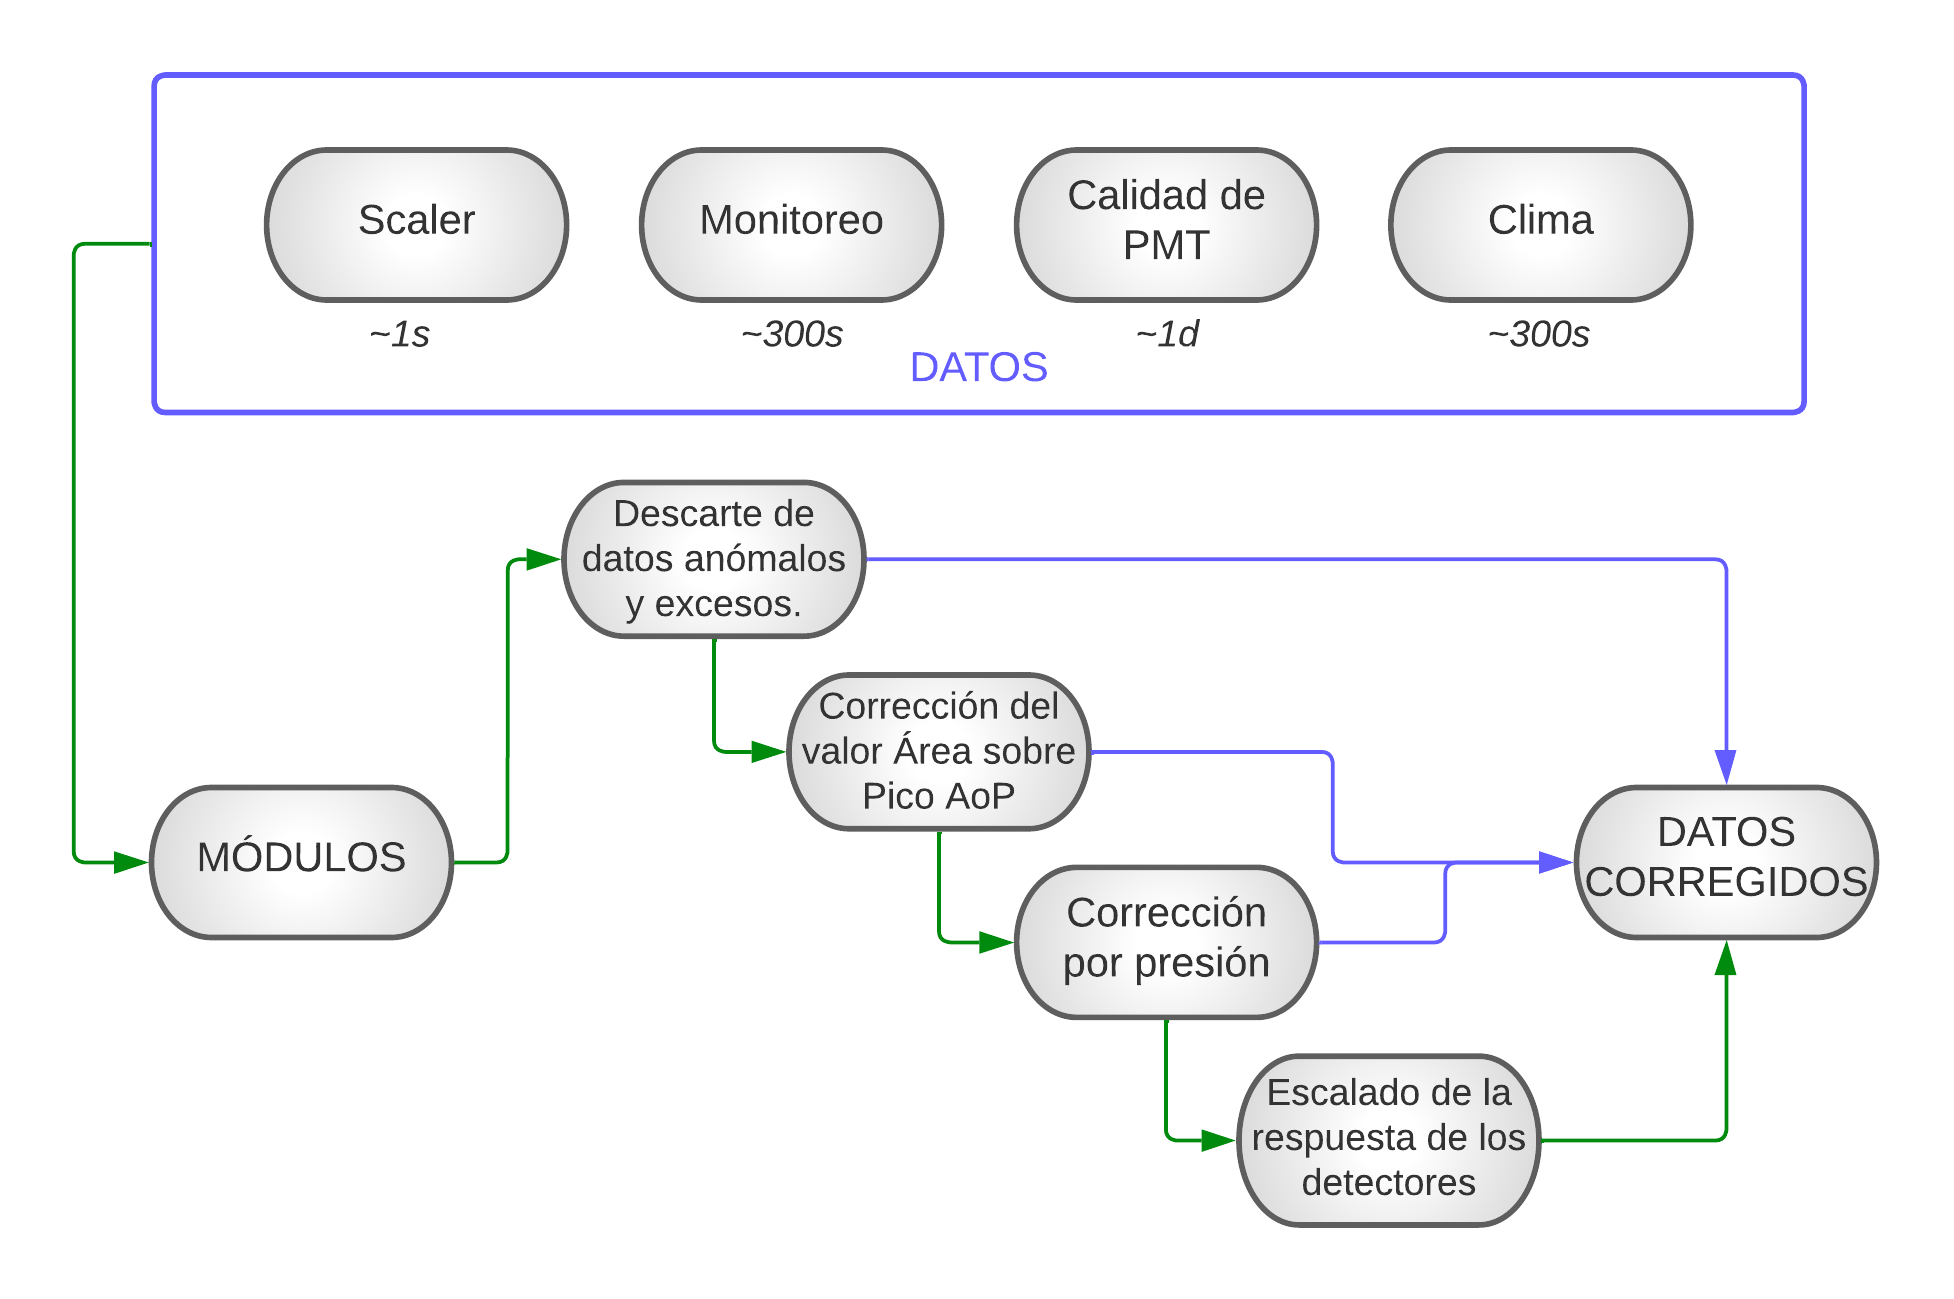 Scaler
Monitoreo
Calidad de
PMT
Clima
~1s
~300s
~1d
~300s
DATOS
Descarte de
datos anómalos
y excesos.
Corrección del
valor Área sobre
Pico AoP
MÓDULOS
DATOS
CORREGIDOS
Corrección
por presión
Escalado de la
respuesta de los
detectores